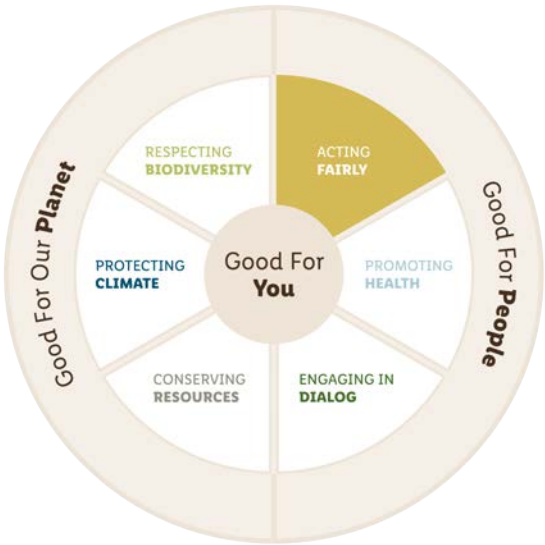 RESPECTING
BIODIVERSITY
ACTING
FAIRLY
Good For Our Planet
PROTECTING
CLIMATE
Good For
You
PROMOTING
HEALTH
Good For People
CONSERVING
RESOURCES
ENGAGING IN
DIALOG